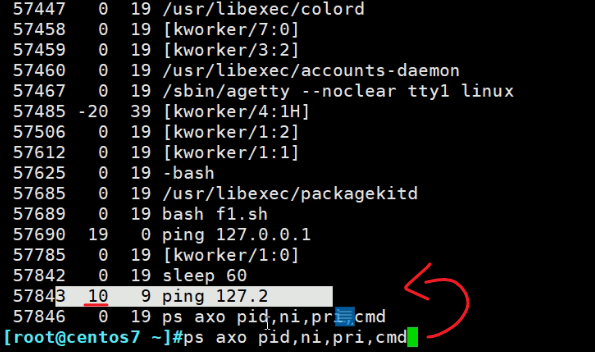 57447 0 19 /usr/libexec/colord
57458 0 19 [kworker/7:0]
57459 0 19 [kworker/3:2]
57460 0 19 /usr/libexec/accounts-daemon
57467 0 19 /sbin/agetty --noclear tty1 linux
57485 -20 39 [kworker/4:1H]
57506 0 19 [kworker/1:2]
57612 0 19 [kworker/1:1]
57625 0 19 -bash
57685 0 19 /usr/libexec/packagekitd
57689 0 19 bash f1.sh
57690 19 0 ping 127.0.0.1
57785 0 19 [kworker/1:0]
57842 0 19 sleep 60
57843 10 9 ping 127.2
57846 0 19 ps axo pid,ni,pri,cmd
[root@centos7 ~]#ps axo pid,ni,pri,cmd